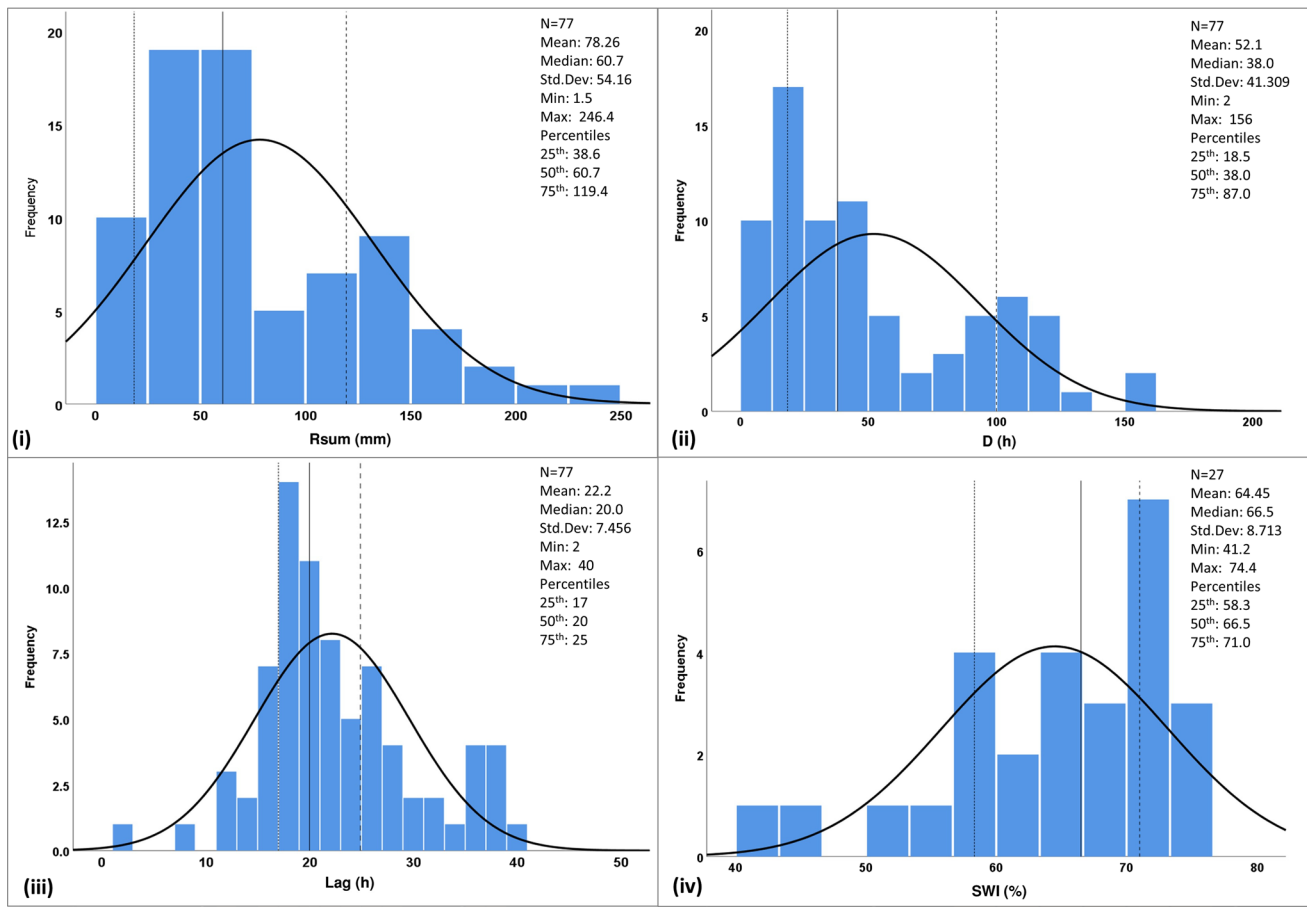 N=77
Mean: 78.26
Median: 60.7
Std.Dev: 54.16
Min: 1.5
Max: 246.4
Percentiles
25th: 38.6
50th: 60.7
75th: 119.4
20
15
10
5
0
Frequency
0 50 100 150 200 250
Rsum (mm)
(i)
N=77
Mean: 52.1
Median: 38.0
Std.Dev: 41.309
Min: 2
Max: 156
Percentiles
25th: 18.5
50th: 38.0
75th: 87.0
20
15
10
5
0
Frequency
0 50 100 150 200
D (h)
(ii)
N=77
Mean: 22.2
Median: 20.0
Std.Dev: 7.456
Min: 2
Max: 40
Percentiles
25th: 17
50th: 20
75th: 25
12.5
10.0
7.5
5.0
2.5
0.0
Frequency
0 10 20 30 40 50
Lag (h)
(iii)
N=27
Mean: 64.45
Median: 66.5
Std.Dev: 8.713
Min: 41.2
Max: 74.4
Percentiles
25th: 58.3
50th: 66.5
75th: 71.0
6
4
2
0
Frequency
40 50 60 70 80
SWI (%)
(iv)